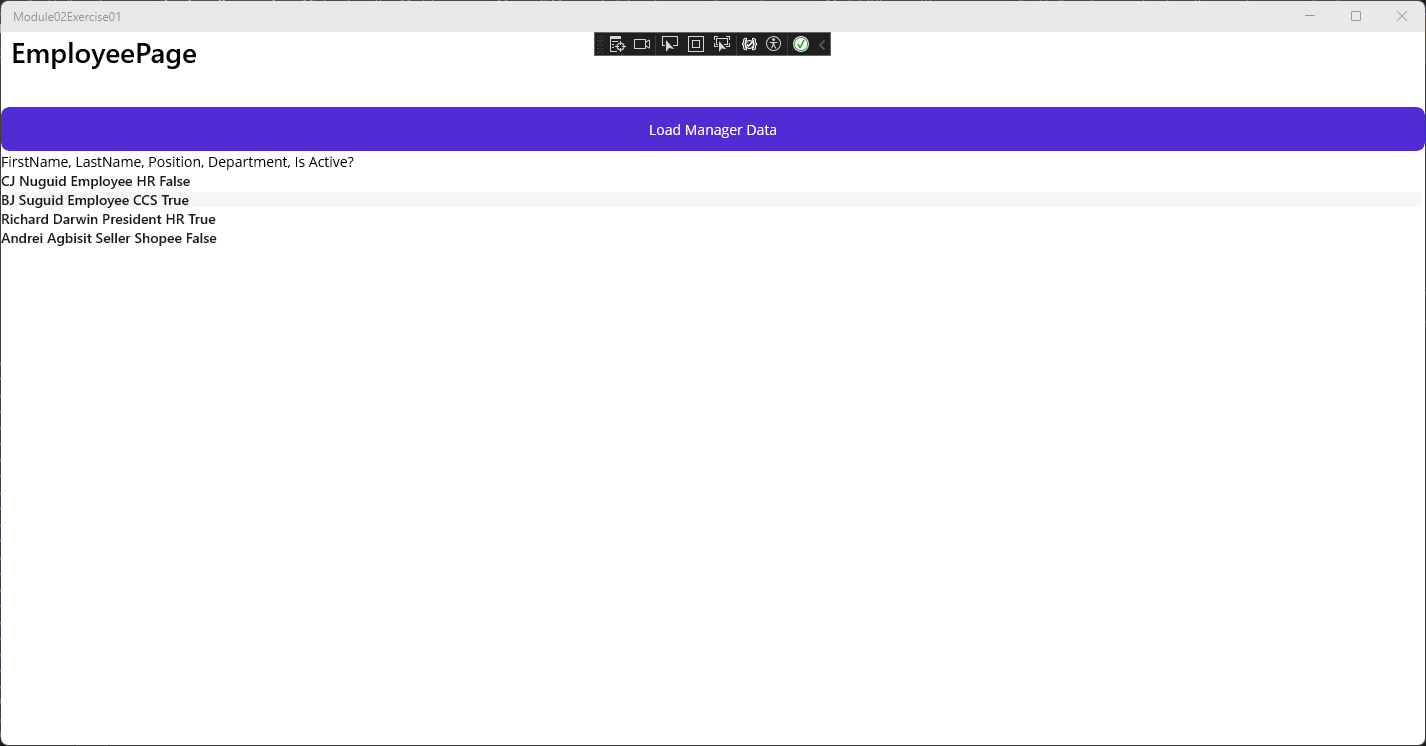 Module02Exercise01
EmployeePage
Load Manager Data
FirstName, LastName, Position, Department, Is Active?
CJ Nuguid Employee HR False
BJ Suguid Employee CCS True
Richard Darwin President HR True
Andrei Agbisit Seller Shopee False